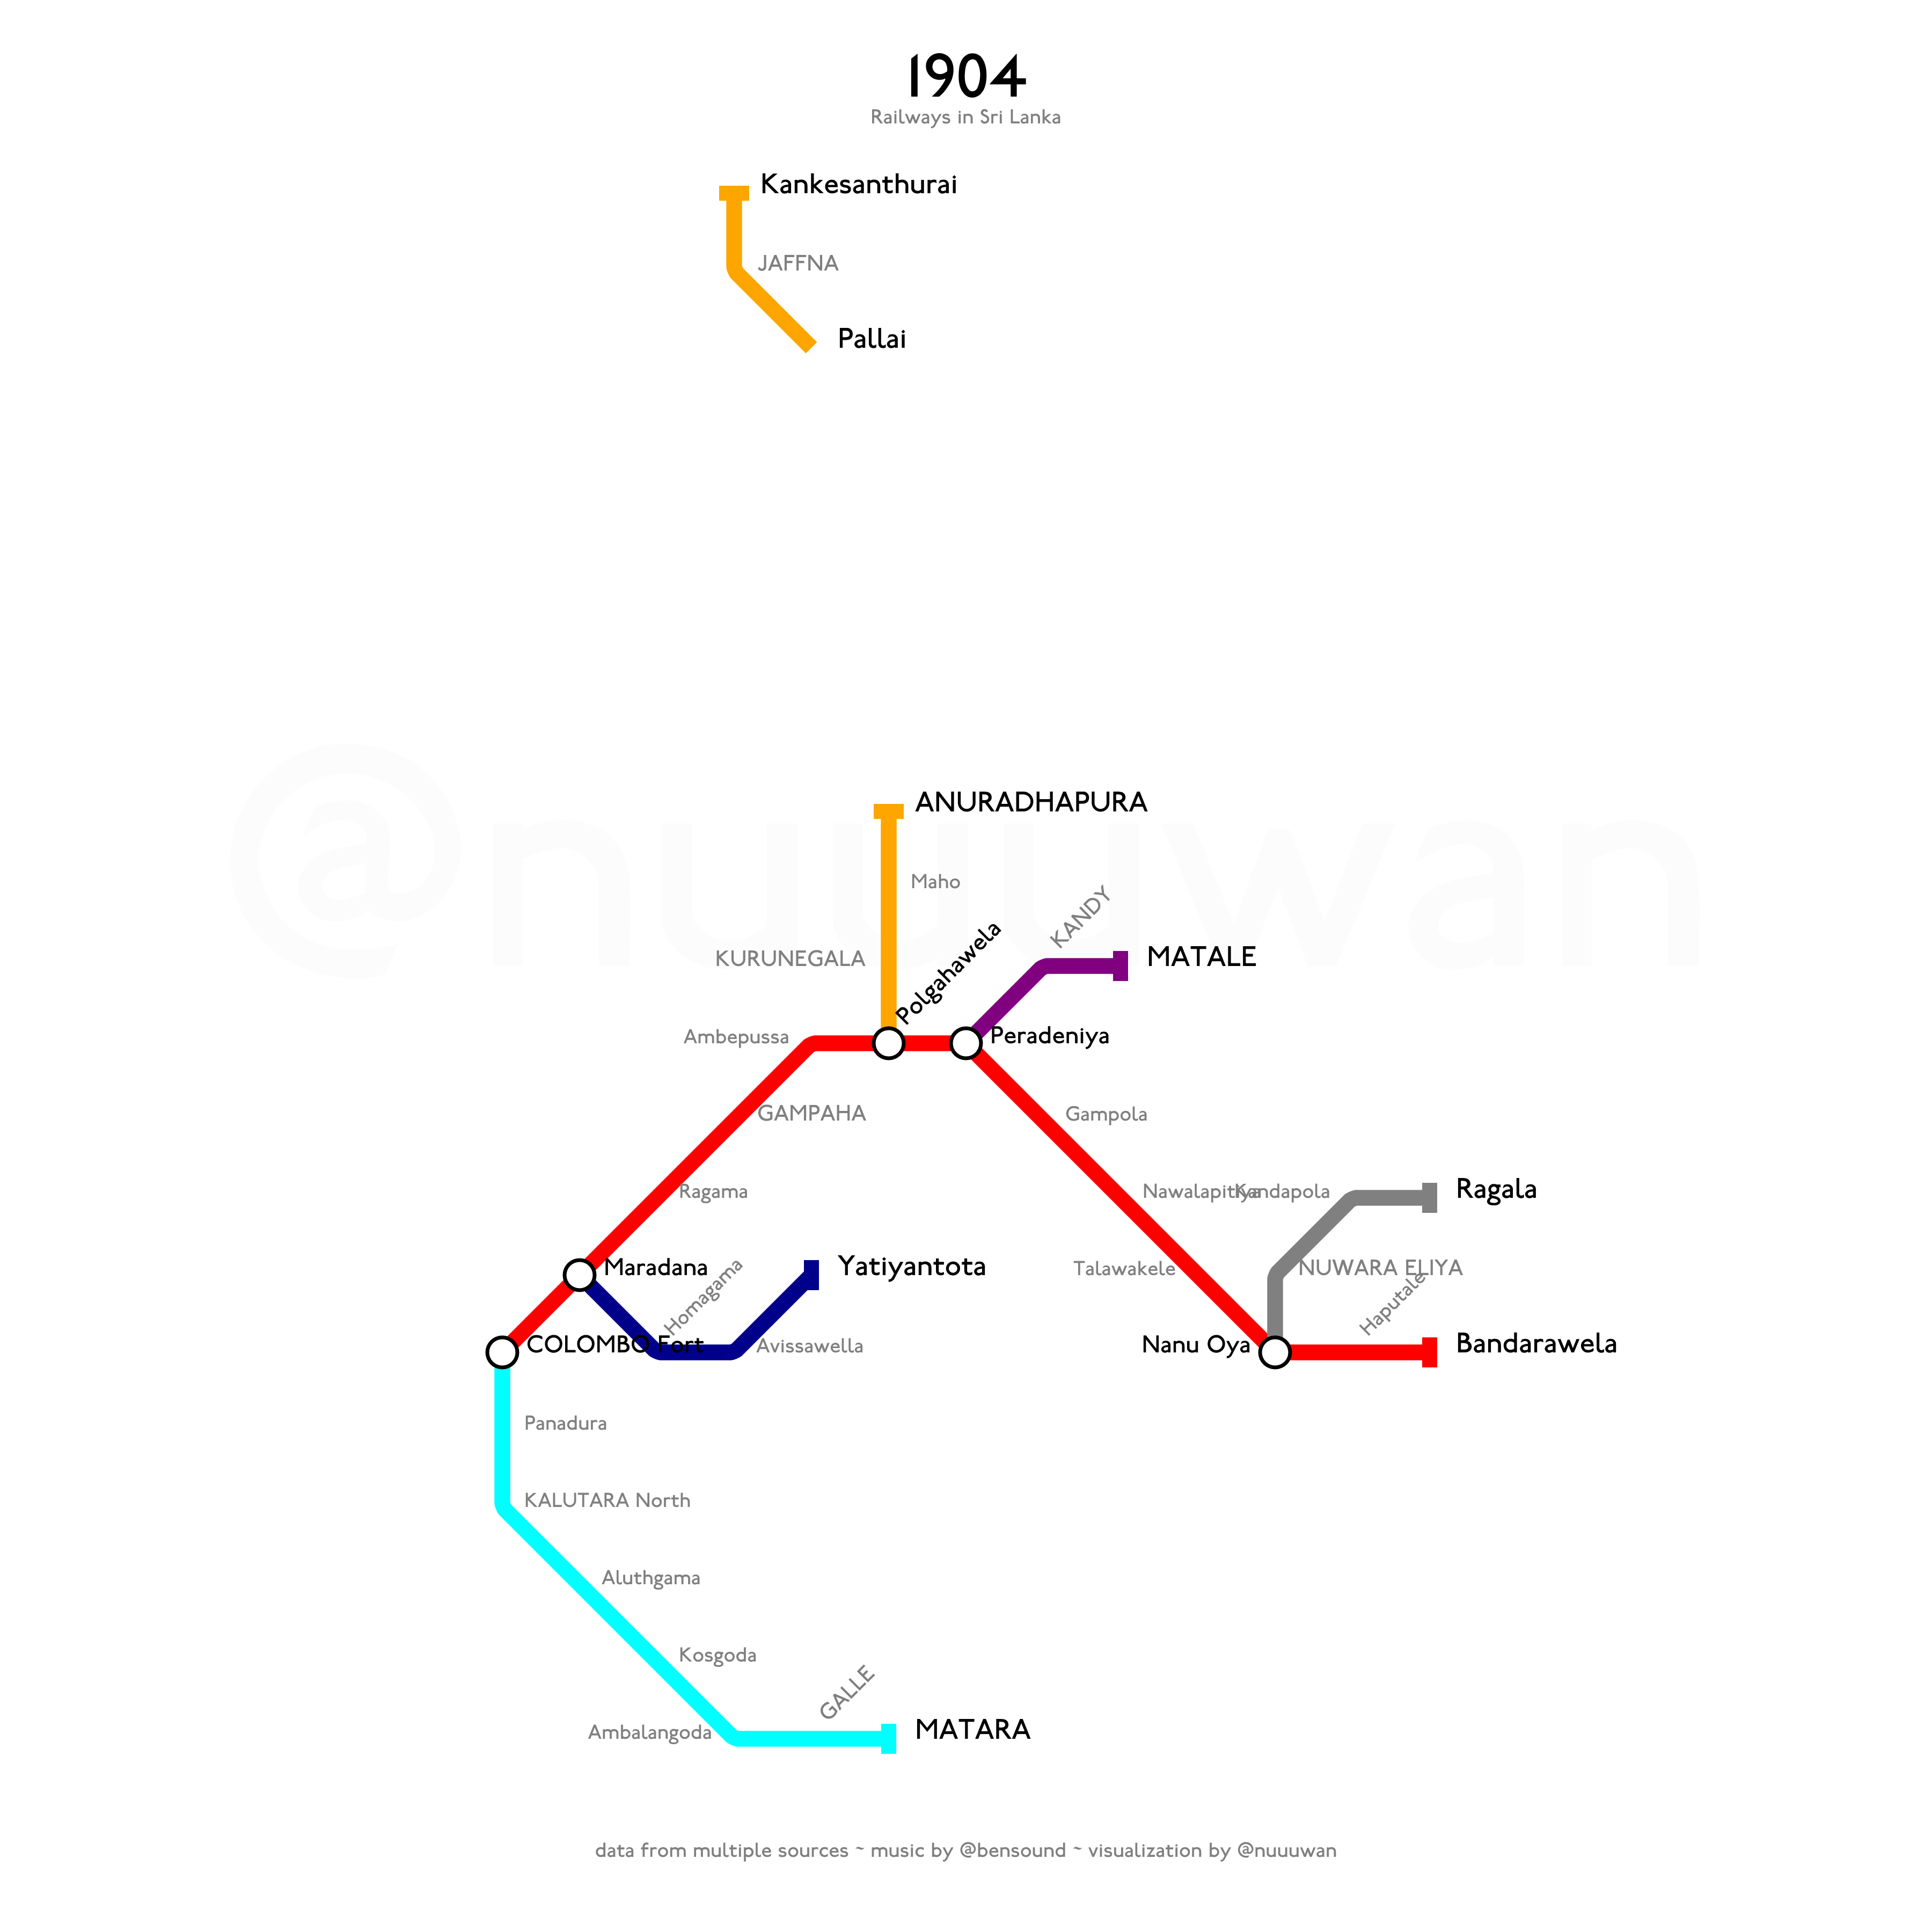 1904
Railways in Sri Lanka
Kankesanthurai
JAFFNA
Pallai
@nuuuwan
ANURADHAPURA
Maho
KANDY
KURUNEGALA
Polgahawela
MATALE
Ambepussa
Peradeniya
GAMPAHA
Gampola
Ragama
Nawalapitiya
Kandapola
Ragala
Maradana
Homagama
Yatiyantota
Talawakele
NUWARA ELIYA
Haputale
COLOMBO Fort
Avissawella
Nanu Oya
Bandarawela
Panadura
KALUTARA North
Aluthgama
Kosgoda
GALLE
Ambalangoda
MATARA
data from multiple sources ~ music by @bensound ~ visualization by @nuuuwan